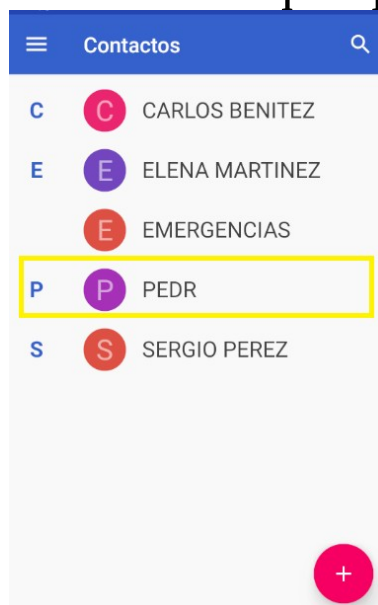 Contactos
C C CARLOS BENITEZ
E E ELENA MARTINEZ
E EMERGENCIAS
P P PEDR
S S SERGIO PEREZ
+